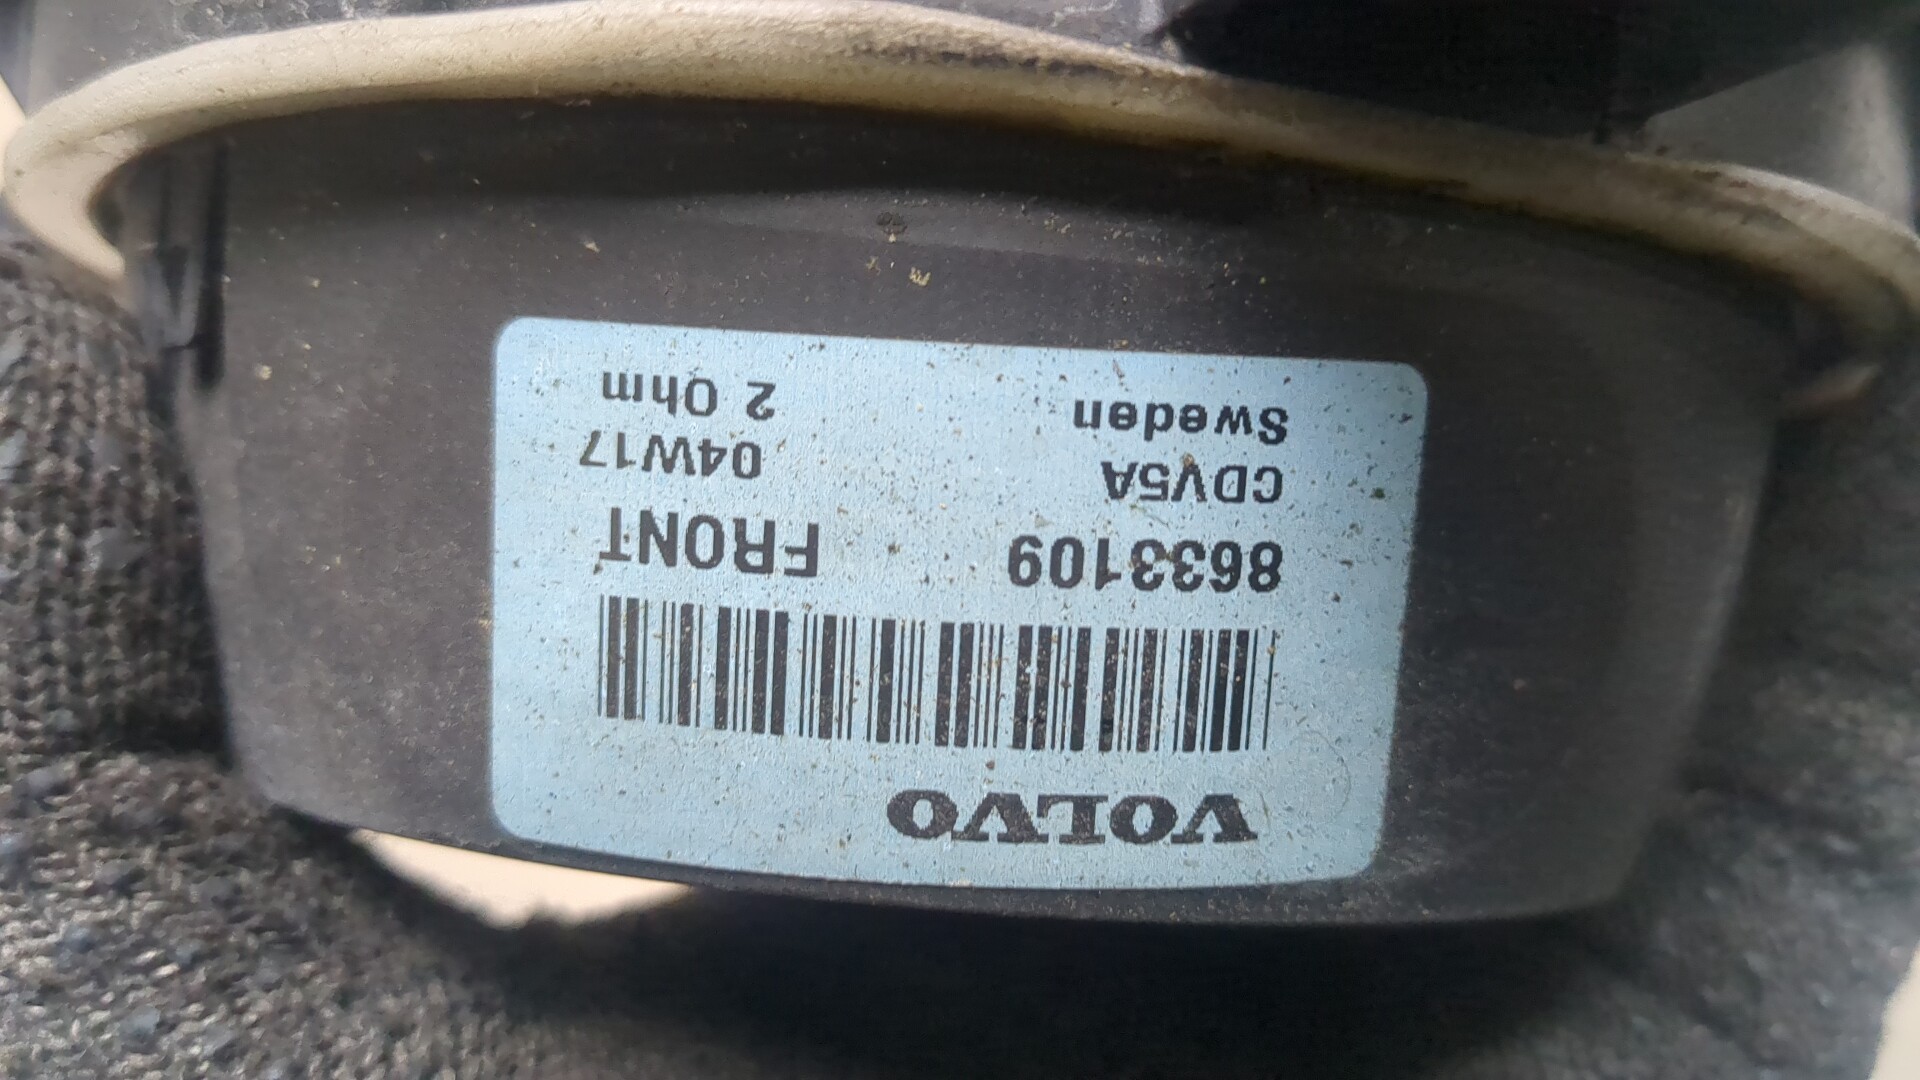 VOLVO
8633109 FRONT
CDV5A 04W17
Sweden 2 Ohm